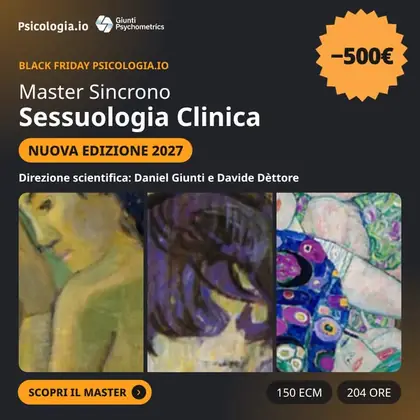 Psicologia.io
Giunti
Psychometrics
−500€
BLACK FRIDAY PSICOLOGIA.IO
Master Sincrono
Sessuologia Clinica
NUOVA EDIZIONE 2027
Direzione scientifica: Daniel Giunti e Davide Dèttore
SCOPRI IL MASTER
150 ECM
204 ORE